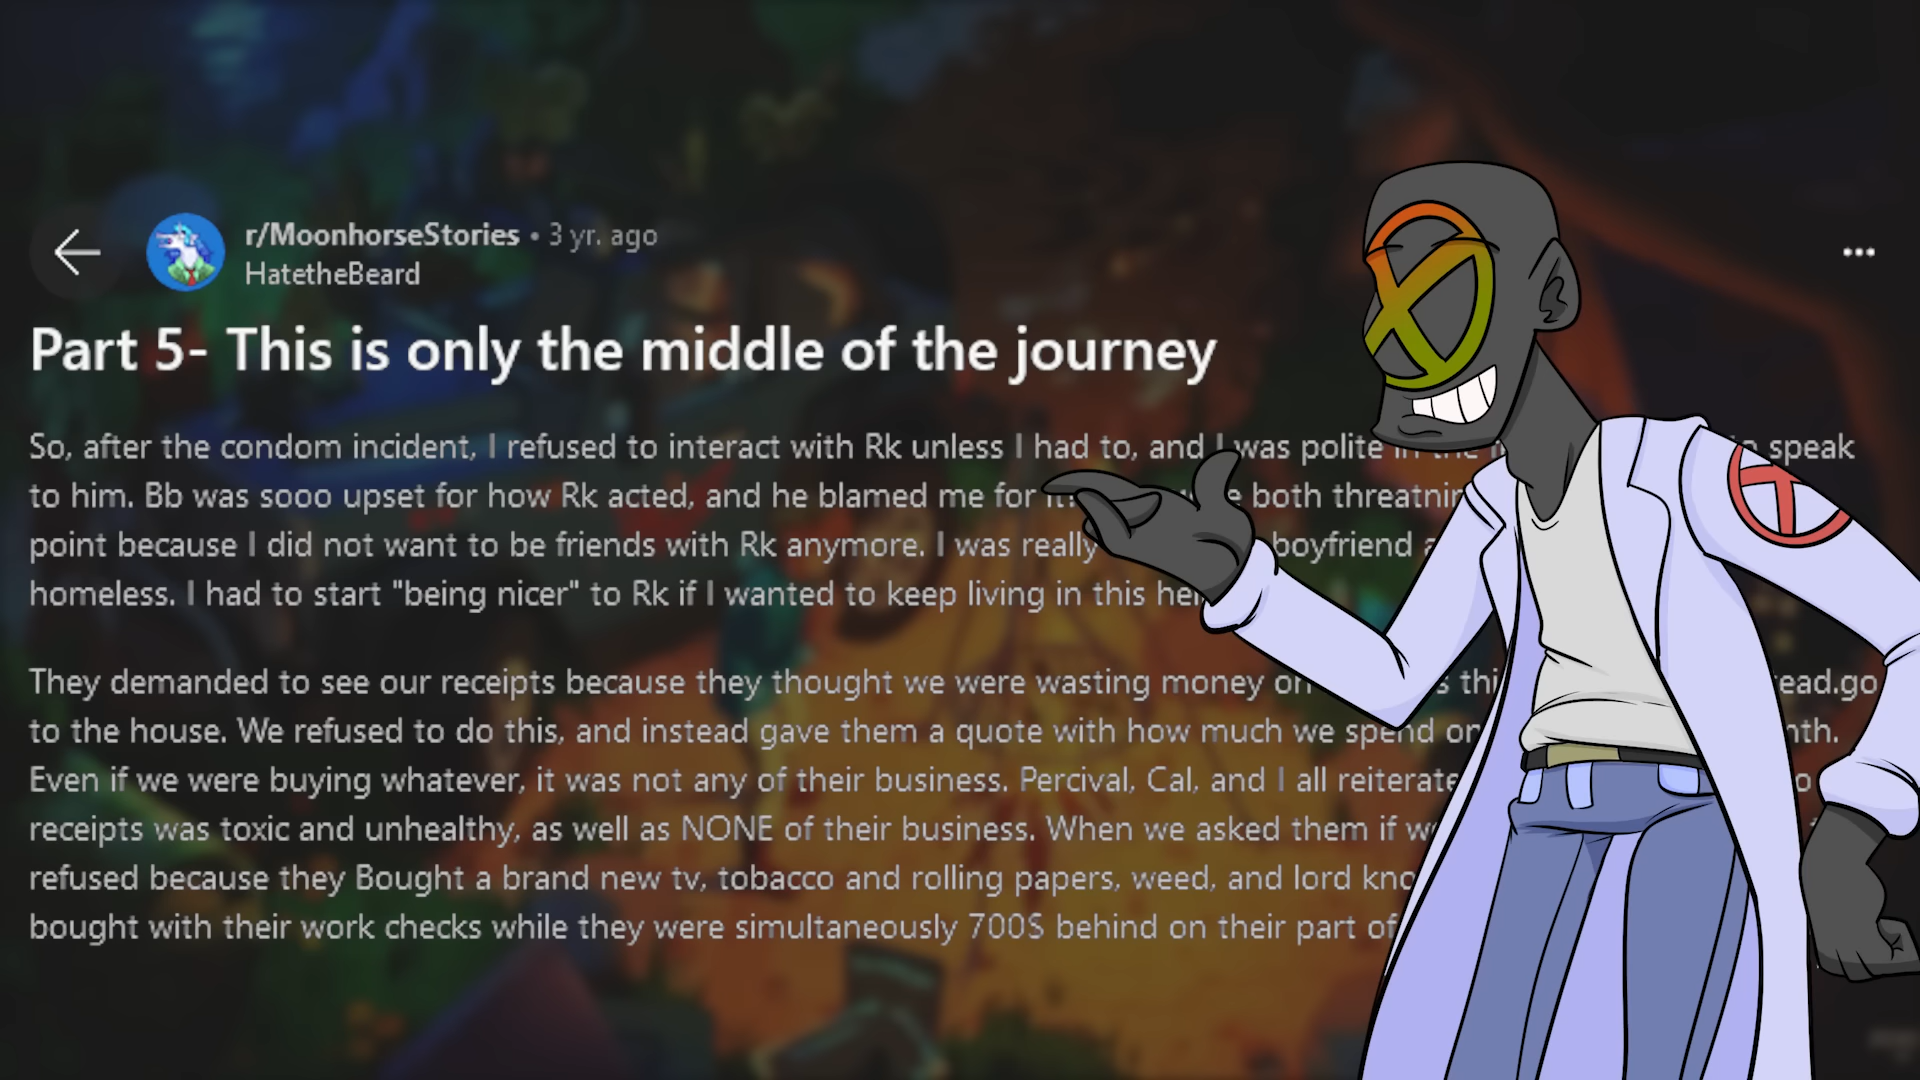 r/MoonhorseStories • 3 yr. ago
HatetheBeard
Part 5- This is only the middle of the journey
So, after the condom incident, I refused to interact with Rk unless I had to, and I was polite in the speak
to him. Bb was sooo upset for how Rk acted, and he blamed me for both threatnin
point because I did not want to be friends with Rk anymore. I was really boyfriend
homeless. I had to start "being nicer" to Rk if I wanted to keep living in this
They demanded to see our receipts because they thought we were wasting money on thi ead.go
to the house. We refused to do this, and instead gave them a quote with how much we spend on nth.
Even if we were buying whatever, it was not any of their business. Percival, Cal, and I all reiterate
receipts was toxic and unhealthy, as well as NONE of their business. When we asked them if
refused because they Bought a brand new tv, tobacco and rolling papers, weed, and lord kno
bought with their work checks while they were simultaneously 700$ behind on their part of